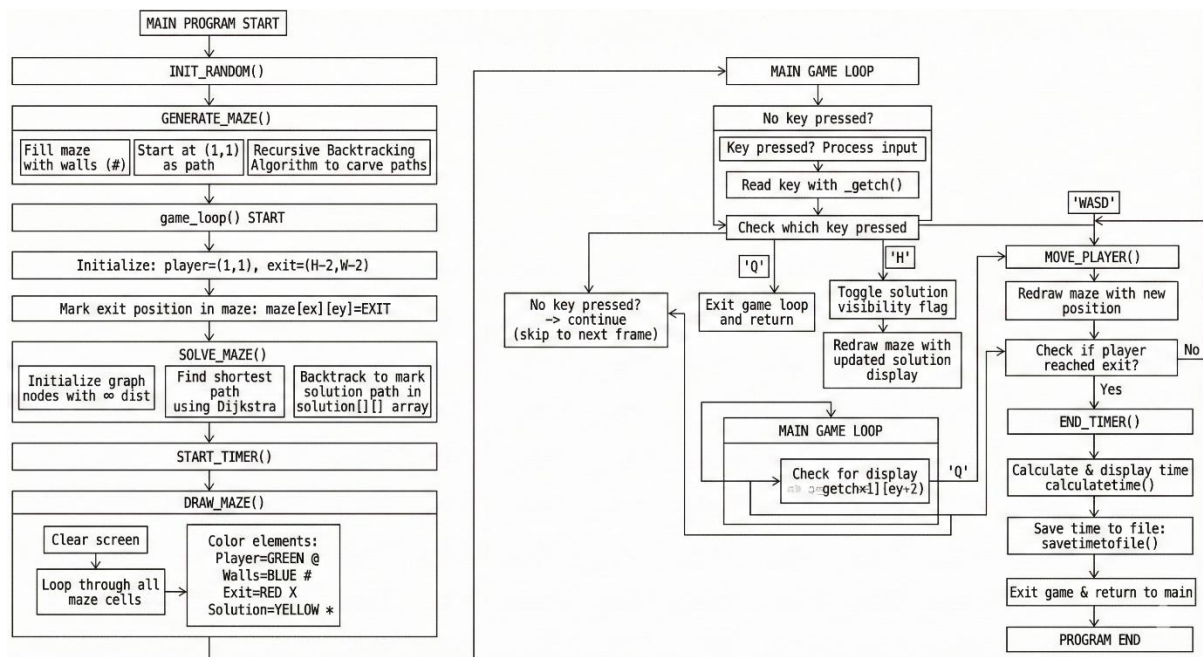 MAIN PROGRAM START
INIT_RANDOM()
GENERATE_MAZE()
Fill maze
with walls (#)
Start at (1,1)
as path
Recursive Backtracking
Algorithm to carve paths
game_loop() START
Initialize: player=(1,1), exit=(H-2,W-2)
Mark exit position in maze: maze[ex][ey]=EXIT
SOLVE_MAZE()
Initialize graph
nodes with ∞ dist
Find shortest
path
using Dijkstra
Backtrack to mark
solution path in
solution[][] array
START_TIMER()
DRAW_MAZE()
Clear screen
Loop through all
maze cells
Color elements:
Player=GREEN @
Walls=BLUE #
Exit=RED X
Solution=YELLOW *
MAIN GAME LOOP
No key pressed?
Key pressed? Process input
Read key with _getch()
Check which key pressed
'Q'
'H'
'WASD'
No key pressed?
-> continue
(skip to next frame)
Exit game loop
and return
Toggle solution
visibility flag
Redraw maze with
updated solution
display
MAIN GAME LOOP
Check for display
'Q'
MOVE_PLAYER()
Redraw maze with new
position
Check if player
reached exit?
No
Yes
END_TIMER()
Calculate & display time
calculatetime()
Save time to file:
savetimetofile()
Exit game & return to main
PROGRAM END